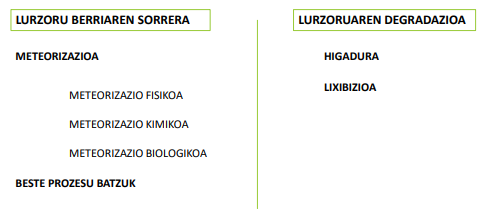 LURZORU BERRIAREN SORRERA
METEORIZAZIOA
METEORIZAZIO FISIKOA
METEORIZAZIO KIMIKOA
METEORIZAZIO BIOLOGIKOA
BESTE PROZESU BATZUK
LURZORUAREN DEGRADAZIOA
HIGADURA
LIXIBIZIOA